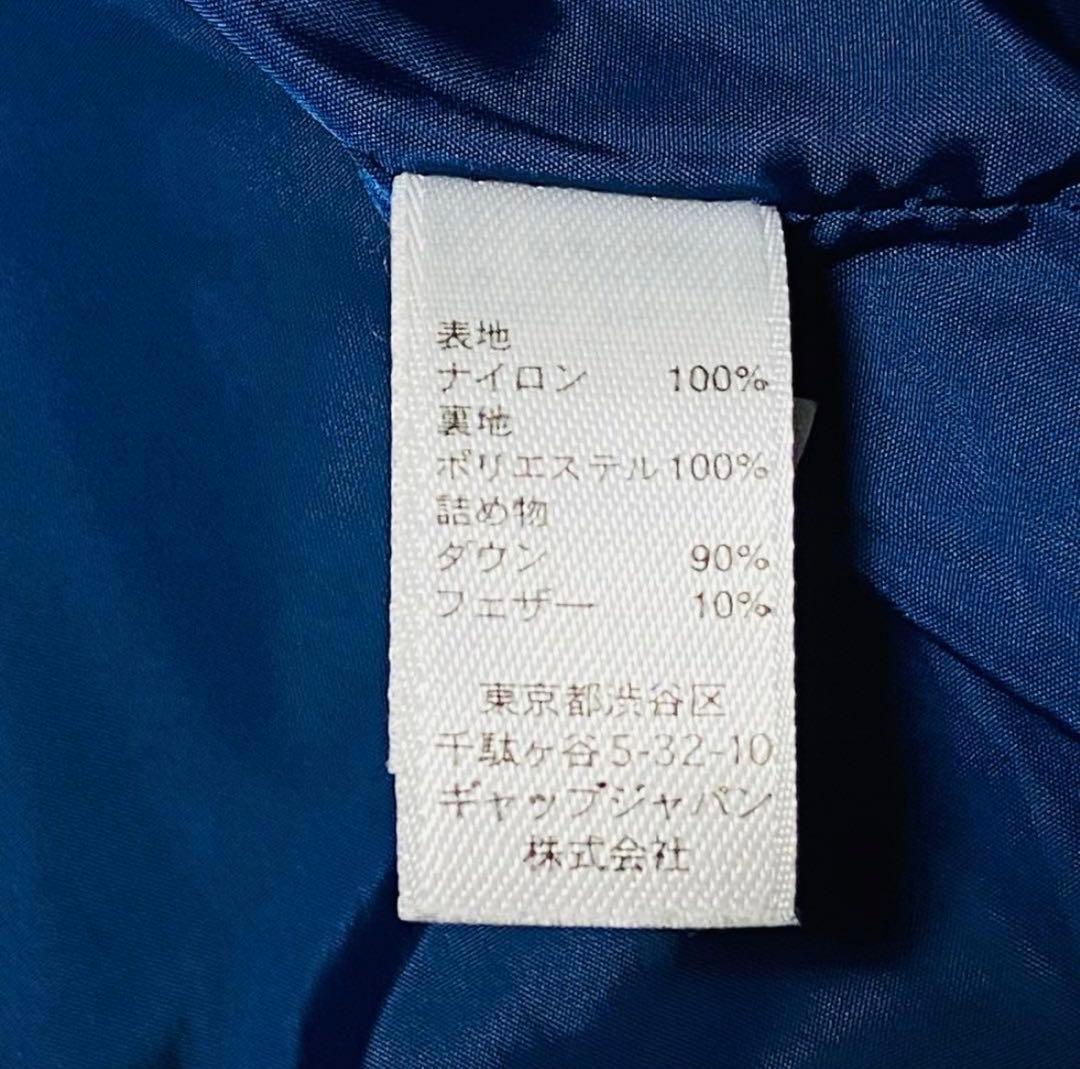 表地
ナイロン 100%
裏地
ポリエステル 100%
詰め物
ダウン 90%
フェザー 10%
東京都渋谷区
千駄ヶ谷5-32-10
ギャップジャパン
株式会社